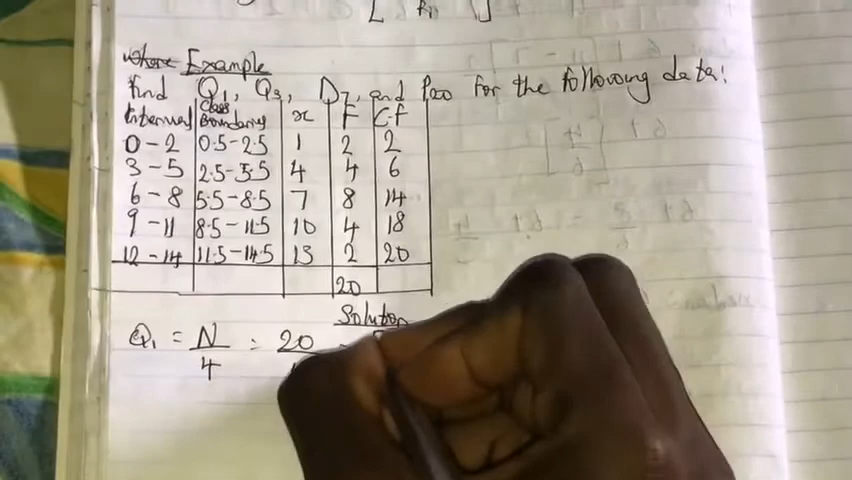 Example
find Q₁, Q₃, D₇, and P₂₀ for the following data:
Interval Class Boundary x F C.F
0-2 0.5-2.5 1 2 2
3-5 2.5-5.5 4 4 6
6-8 5.5-8.5 7 8 14
9-11 8.5-11.5 10 4 18
12-14 11.5-14.5 13 2 20
20
Solution
Q₁ = N/4 = 20